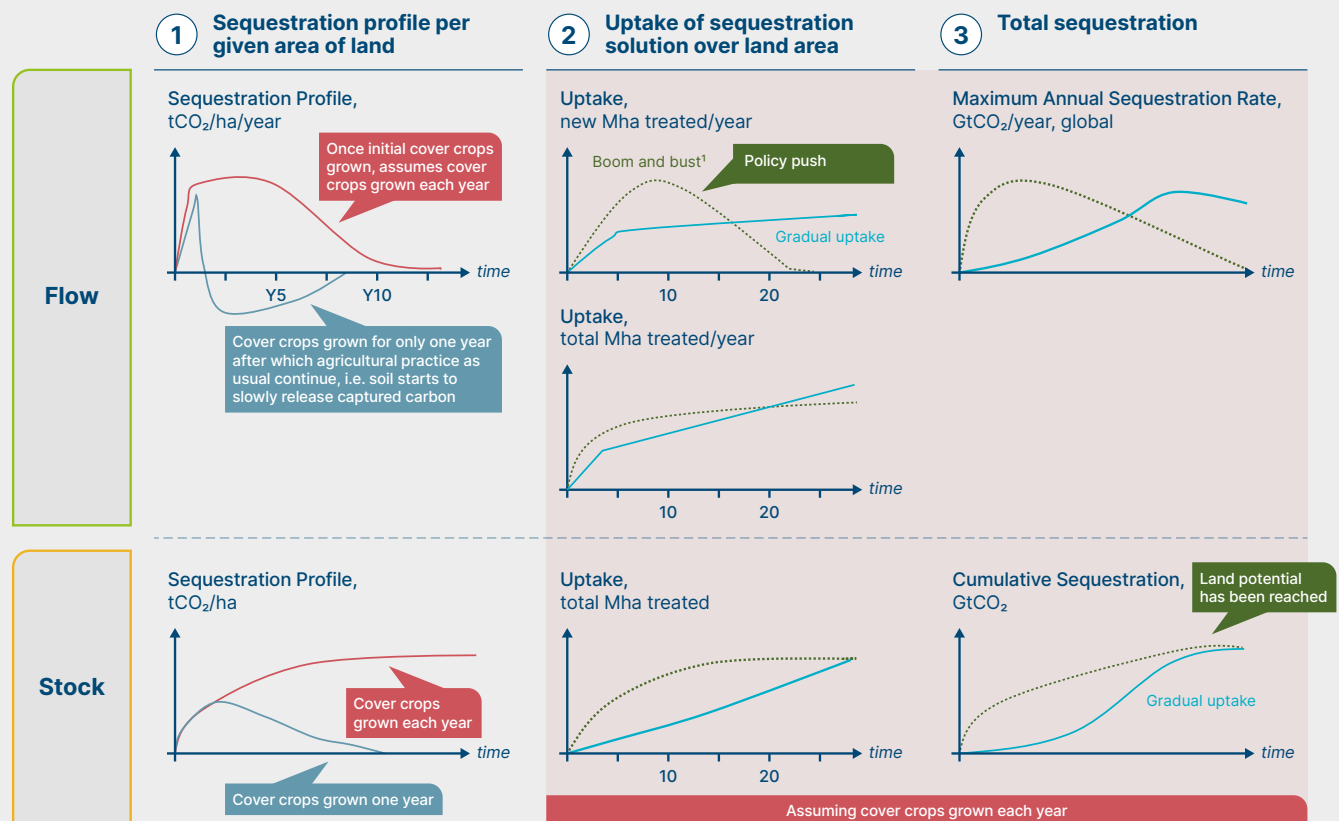 1
Sequestration profile per
given area of land
2
Uptake of sequestration
solution over land area
3
Total sequestration
Flow
Sequestration Profile,
tCO₂/ha/year
Once initial cover crops
grown, assumes cover
crops grown each year
time
Y5
Y10
Cover crops grown for only one year
after which agricultural practice as
usual continue, i.e. soil starts to
slowly release captured carbon
Uptake,
new Mha treated/year
Boom and bust¹
Policy push
Gradual uptake
time
10
20
Uptake,
total Mha treated/year
time
10
20
Maximum Annual Sequestration Rate,
GtCO₂/year, global
time
Stock
Sequestration Profile,
tCO₂/ha
Cover crops
grown each year
time
Cover crops grown one year
Uptake,
total Mha treated
time
10
20
Cumulative Sequestration,
GtCO₂
Land potential
has been reached
Gradual uptake
time
Assuming cover crops grown each year